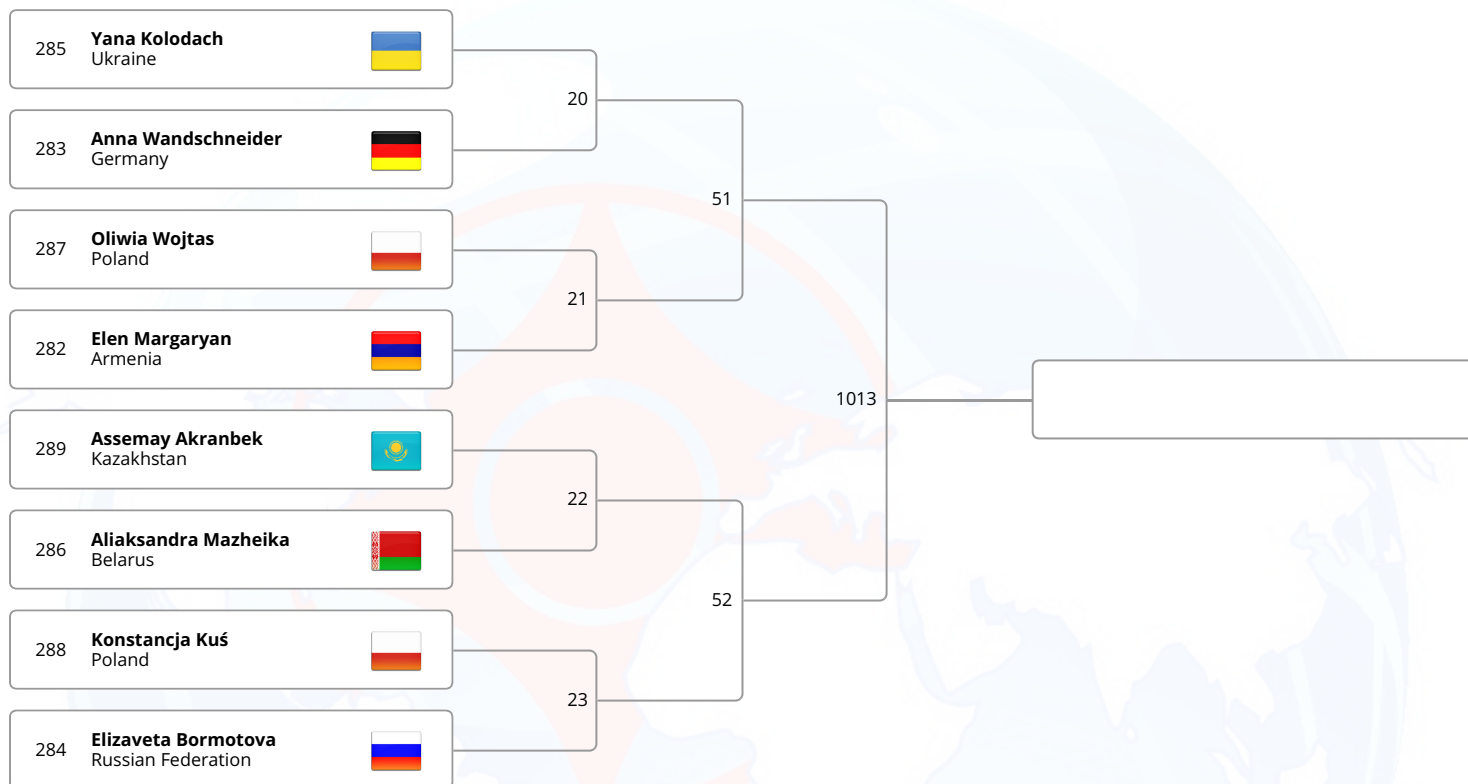 285
Yana Kolodach
Ukraine
20
283
Anna Wandschneider
Germany
51
287
Oliwia Wojtas
Poland
21
282
Elen Margaryan
Armenia
1013
289
Assemay Akranbek
Kazakhstan
22
286
Aliaksandra Mazheika
Belarus
52
288
Konstancja Kuś
Poland
23
284
Elizaveta Bormotova
Russian Federation